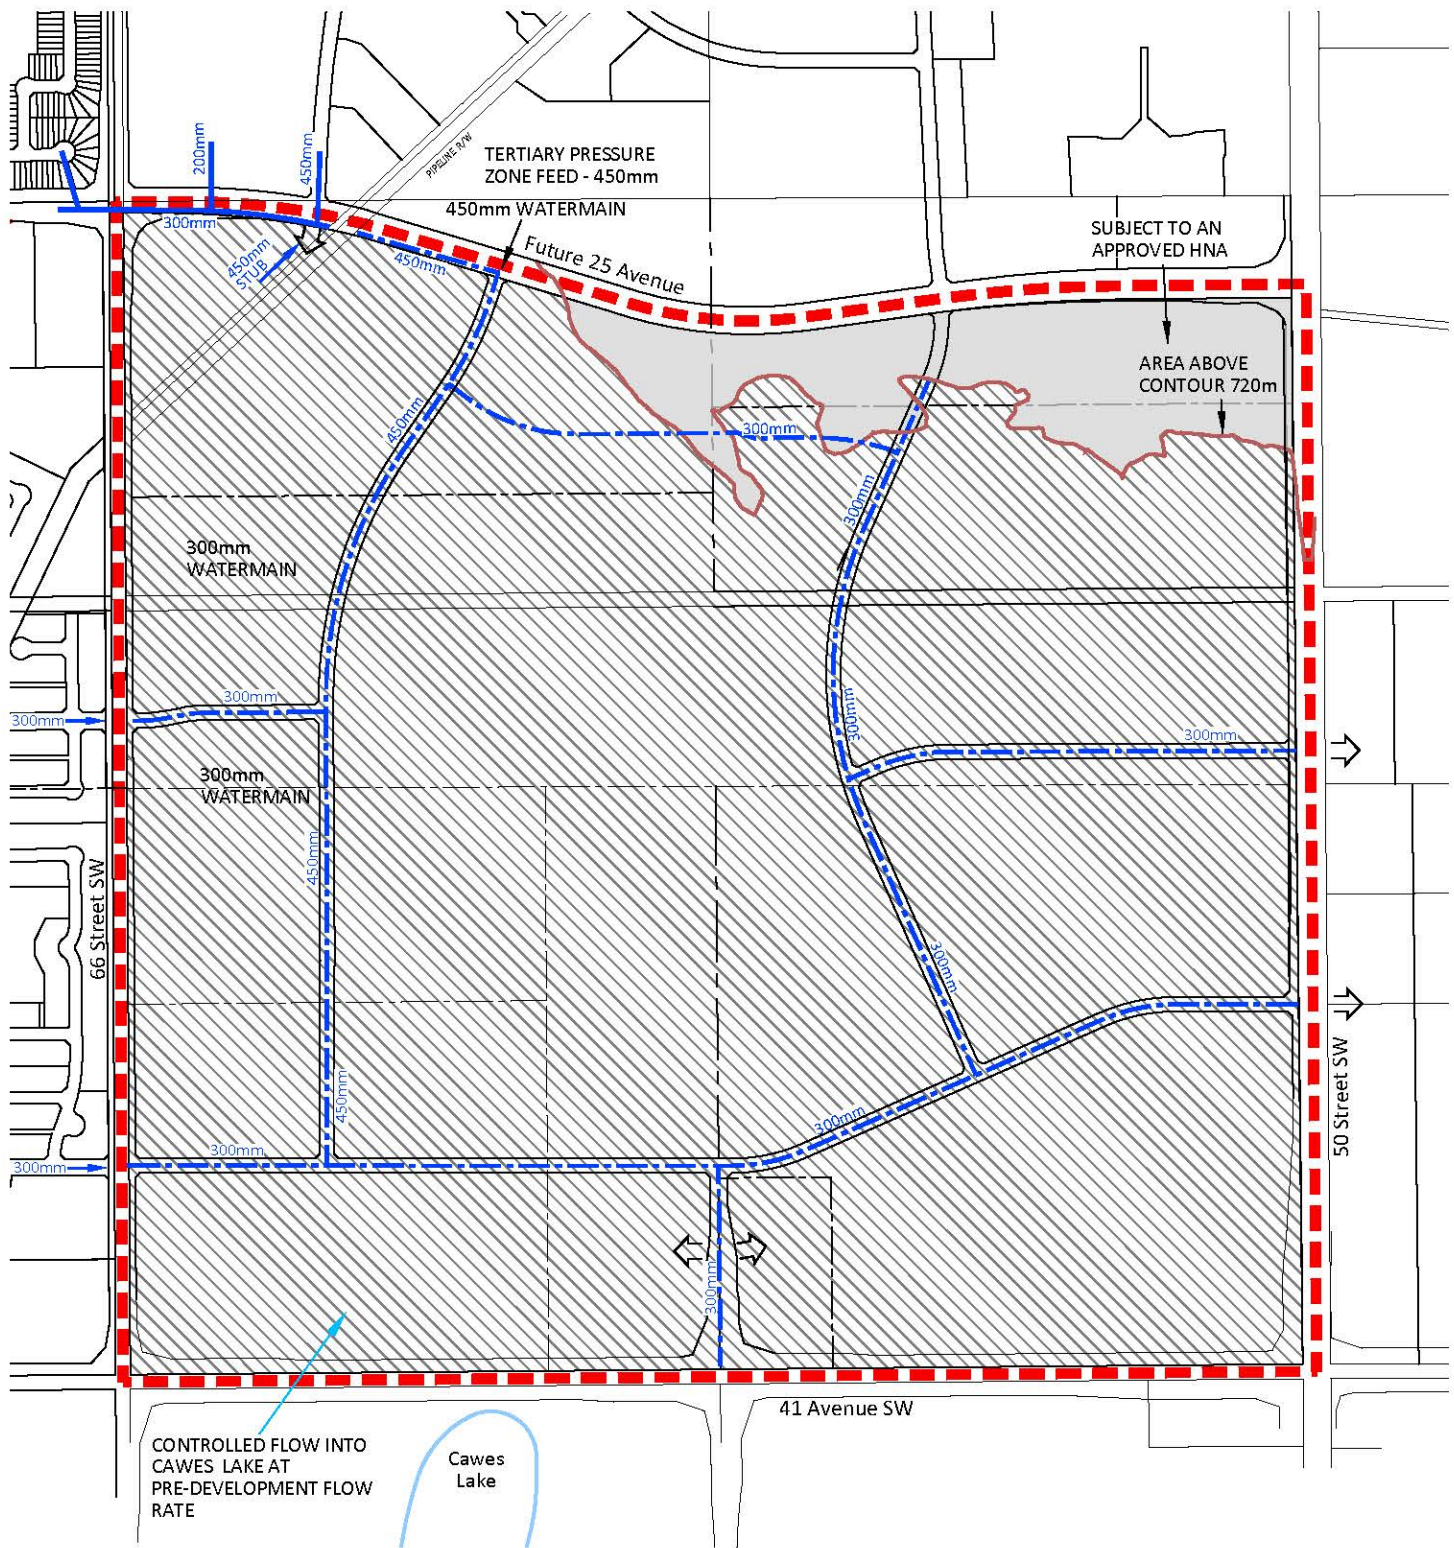 200mm
450mm
PIPELINE R/W
TERTIARY PRESSURE
ZONE FEED - 450mm
450mm WATERMAIN
300mm
450mm
STUB
450mm
Future 25 Avenue
SUBJECT TO AN
APPROVED HNA
AREA ABOVE
CONTOUR 720m
450mm
300mm
300mm
300mm
WATERMAIN
300mm
300mm
300mm
300mm
300mm
WATERMAIN
450mm
66 Street SW
300mm
450mm
300mm
50 Street SW
300mm
300mm
300mm
41 Avenue SW
CONTROLLED FLOW INTO
CAWES LAKE AT
PRE-DEVELOPMENT FLOW
RATE
Cawes
Lake